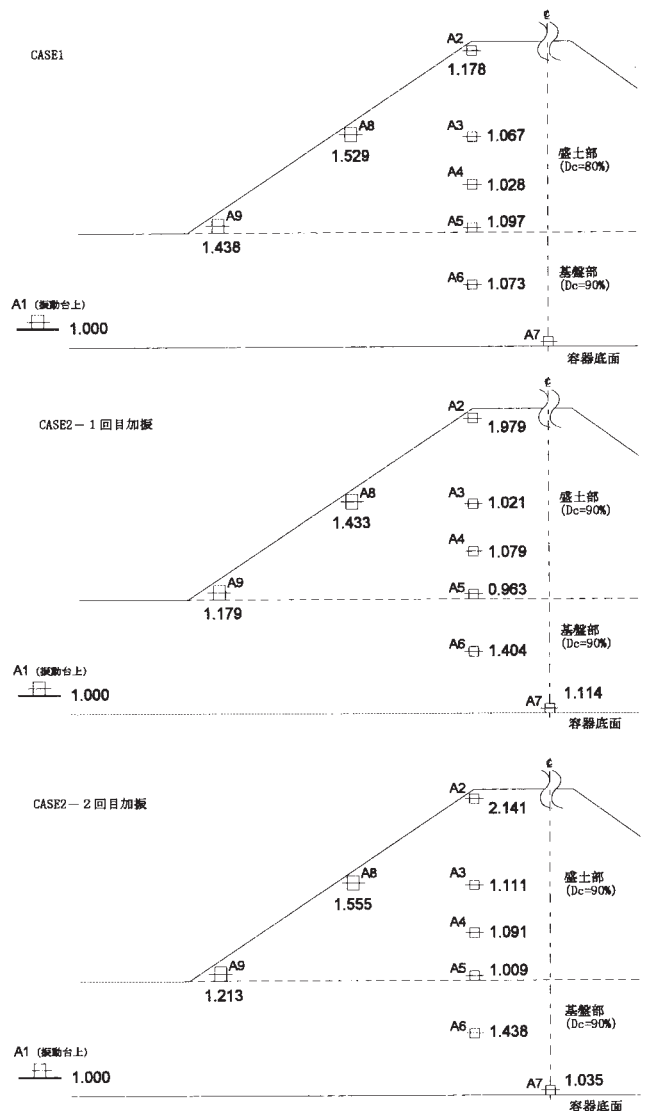 CASE1
℄
A2
1.178
A8
1.529
A3 1.067
盛土部
(Dc=80%)
A4 1.028
A9
1.438
A5 1.097
A6 1.073
基盤部
(Dc=90%)
A1 (振動台上)
1.000
A7
容器底面
℄
CASE2-1回目加振
A2
1.979
A8
1.433
A3 1.021
盛土部
(Dc=90%)
A4 1.079
A9
1.179
A5 0.963
A6 1.404
基盤部
(Dc=90%)
A1 (振動台上)
1.000
A7 1.114
容器底面
℄
CASE2-2回目加振
A2
2.141
A8
1.555
A3 1.111
盛土部
(Dc=90%)
A4 1.091
A9
1.213
A5 1.009
A6 1.438
基盤部
(Dc=90%)
A1 (振動台上)
1.000
A7 1.035
容器底面